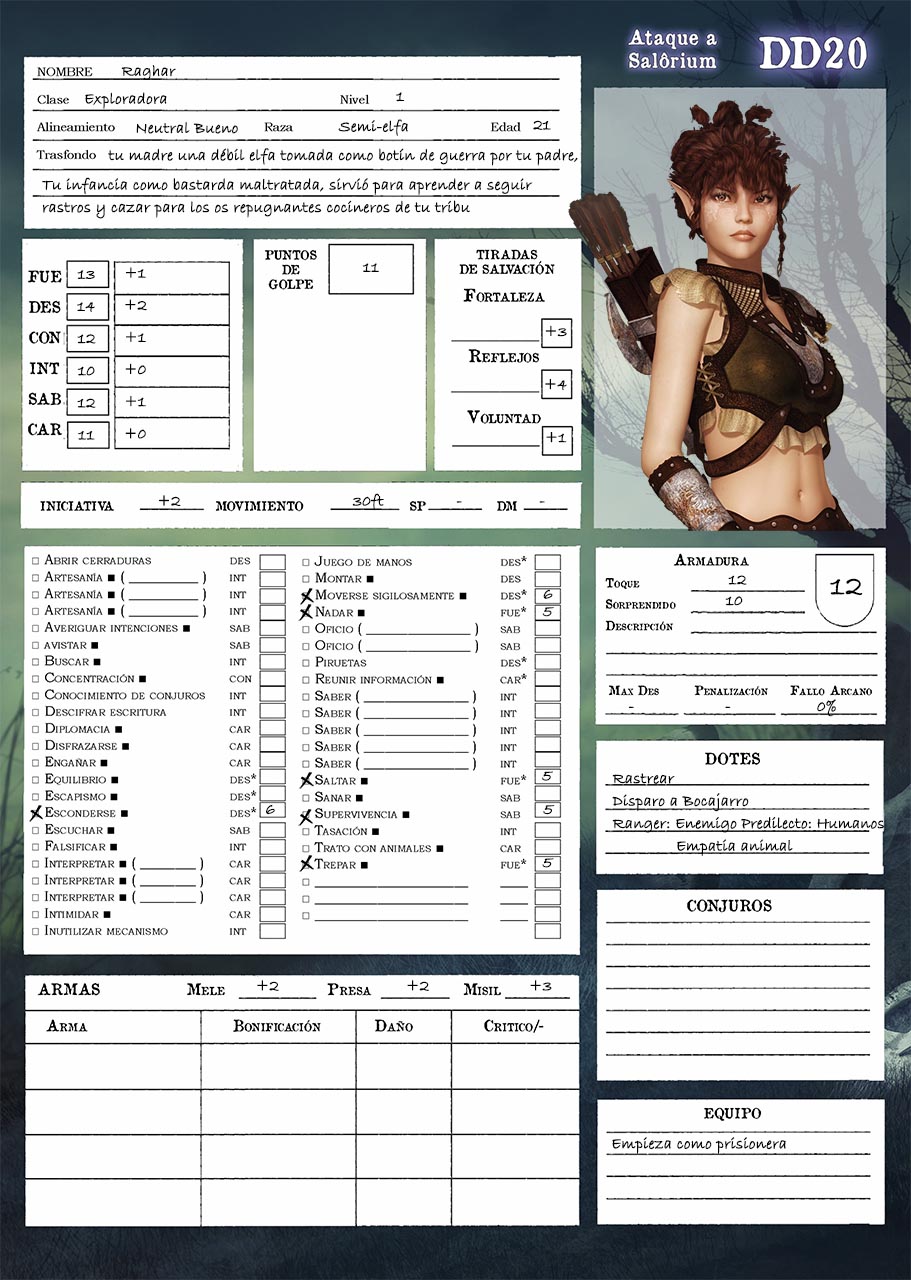 Ataque a
Salôrium
DD20
NOMBRE Raghar
Clase Exploradora Nivel 1
Alineamiento Neutral Bueno Raza Semi-elfa Edad 21
Trasfondo tu madre una débil elfa tomada como botín de guerra por tu padre,
Tu infancia como bastarda maltratada, sirvió para aprender a seguir
rastros y cazar para los os repugnantes cocineros de tu tribu
FUE 13 +1
DES 14 +2
CON 12 +1
INT 10 +0
SAB 12 +1
CAR 11 +0
PUNTOS
DE
GOLPE
11
TIRADAS
DE SALVACIÓN
FORTALEZA
+3
REFLEJOS
+4
VOLUNTAD
+1
INICIATIVA +2 MOVIMIENTO 30ft SP - DM -
ABRIR CERRADURAS DES
ARTESANÍA ■ ( ) INT
ARTESANÍA ■ ( ) INT
ARTESANÍA ■ ( ) INT
AVERIGUAR INTENCIONES ■ SAB
AVISTAR ■ SAB
BUSCAR ■ INT
CONCENTRACIÓN ■ CON
CONOCIMIENTO DE CONJUROS INT
DESCIFRAR ESCRITURA INT
DIPLOMACIA ■ CAR
DISFRAZARSE ■ CAR
ENGAÑAR ■ CAR
EQUILIBRIO ■ DES*
ESCAPISMO ■ DES*
X ESCONDERSE ■ DES* 6
ESCUCHAR ■ SAB
FALSIFICAR ■ INT
INTERPRETAR ■ ( ) CAR
INTERPRETAR ■ ( ) CAR
INTERPRETAR ■ ( ) CAR
INTIMIDAR ■ CAR
INUTILIZAR MECANISMO INT
JUEGO DE MANOS DES*
MONTAR ■ DES
X MOVERSE SIGILOSAMENTE ■ DES* 6
X NADAR ■ FUE* 5
OFICIO ( ) SAB
OFICIO ( ) SAB
PIRUETAS DES*
REUNIR INFORMACIÓN ■ CAR*
SABER ( ) INT
SABER ( ) INT
SABER ( ) INT
SABER ( ) INT
SABER ( ) INT
X SALTAR ■ FUE* 5
SANAR ■ SAB
X SUPERVIVENCIA ■ SAB 5
TASACIÓN ■ INT
TRATO CON ANIMALES ■ CAR
X TREPAR ■ FUE* 5
ARMADURA
TOQUE 12
SORPRENDIDO 10
12
DESCRIPCIÓN
MAX DES PENALIZACIÓN FALLO ARCANO
- - 0%
DOTES
Rastrear
Disparo a Bocajarro
Ranger: Enemigo Predilecto: Humanos
Empatía animal
CONJUROS
ARMAS MELE +2 PRESA +2 MISIL +3
ARMA BONIFICACIÓN DAÑO CRITICO/-
EQUIPO
Empieza como prisionera